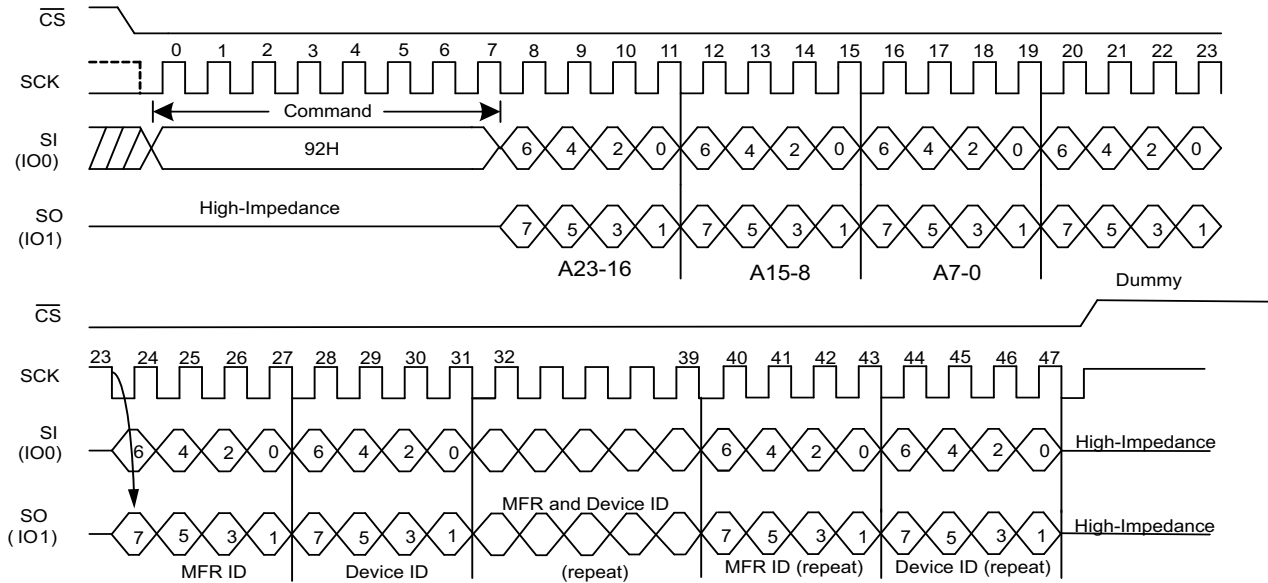 CS
0 1 2 3 4 5 6 7 8 9 10 11 12 13 14 15 16 17 18 19 20 21 22 23
SCK
Command
SI
(IO0)
92H 6 4 2 0 6 4 2 0 6 4 2 0 6 4 2 0
High-Impedance
SO
(IO1)
7 5 3 1 7 5 3 1 7 5 3 1 7 5 3 1
A23-16 A15-8 A7-0
Dummy
CS
23 24 25 26 27 28 29 30 31 32 39 40 41 42 43 44 45 46 47
SCK
SI
(IO0)
6 4 2 0 6 4 2 0 6 4 2 0 6 4 2 0 High-Impedance
MFR and Device ID
SO
(IO1)
7 5 3 1 7 5 3 1 7 5 3 1 7 5 3 1 High-Impedance
MFR ID Device ID (repeat) MFR ID (repeat) Device ID (repeat)